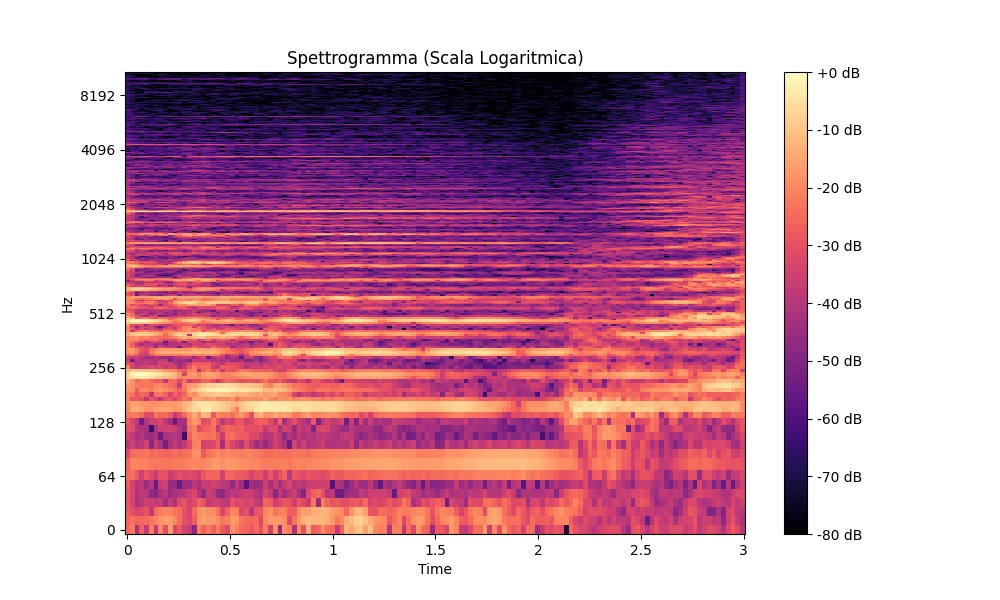 Spettrogramma (Scala Logaritmica)
8192
4096
2048
1024
512
256
128
64
0
Hz
0
0.5
1
1.5
2
2.5
3
Time
+0 dB
-10 dB
-20 dB
-30 dB
-40 dB
-50 dB
-60 dB
-70 dB
-80 dB